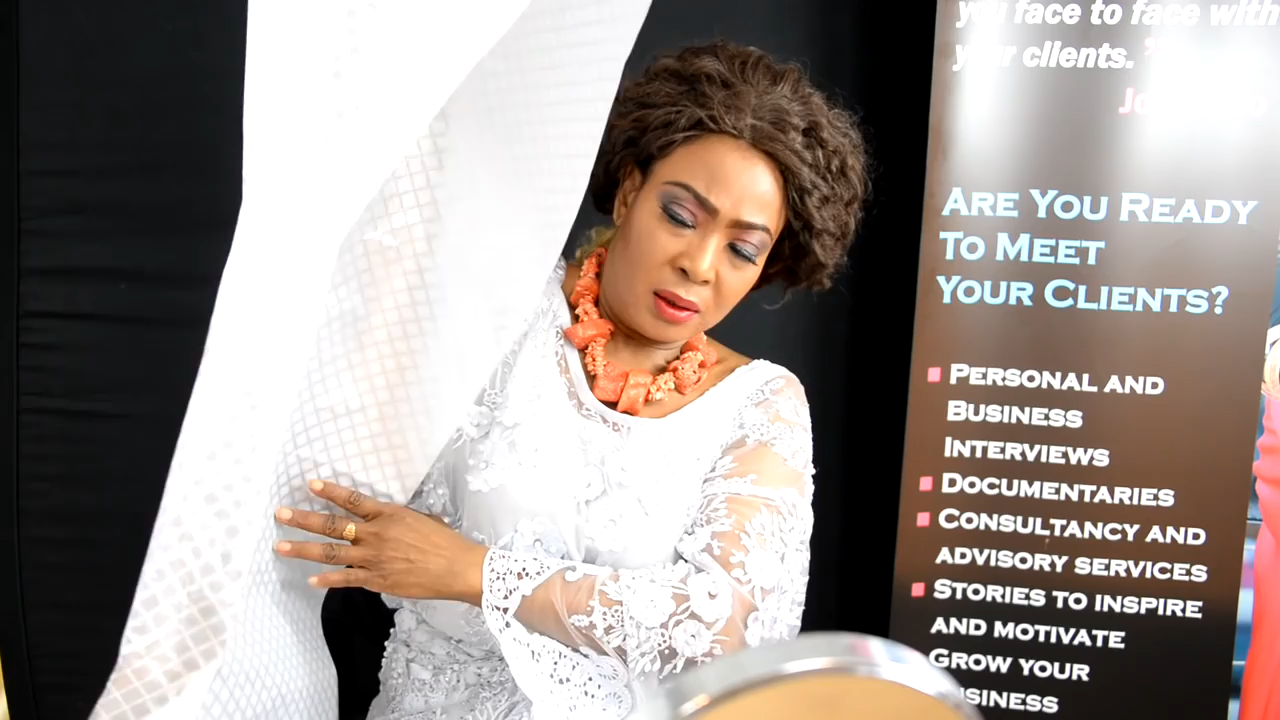 you face to face with
your clients."
ARE YOU READY
TO MEET
YOUR CLIENTS?
PERSONAL AND
BUSINESS
INTERVIEWS
DOCUMENTARIES
CONSULTANCY AND
ADVISORY SERVICES
STORIES TO INSPIRE
AND MOTIVATE
GROW YOUR
BUSINESS